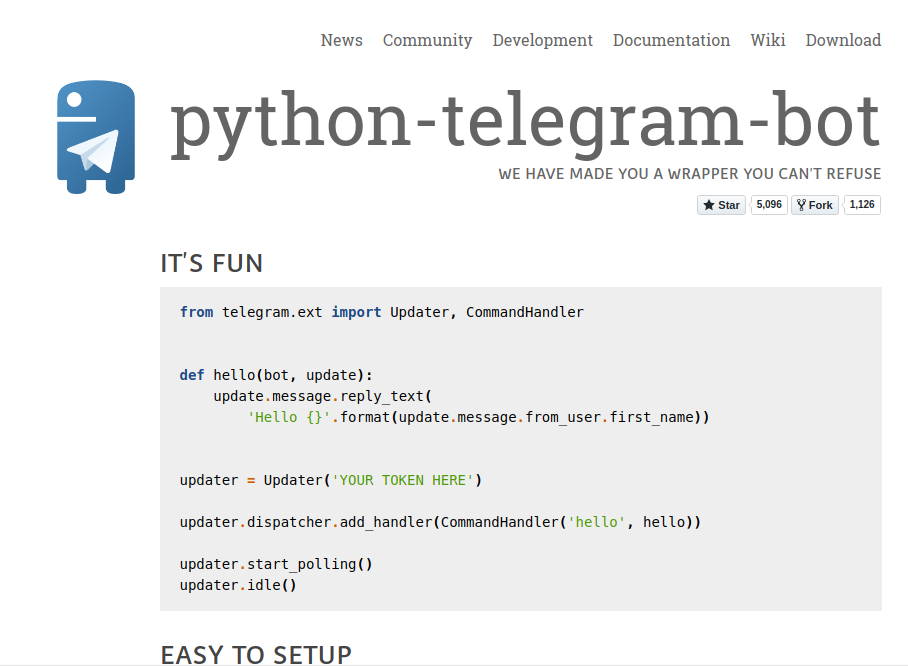 News Community Development Documentation Wiki Download
python-telegram-bot
WE HAVE MADE YOU A WRAPPER YOU CAN'T REFUSE
Star 5,096 Fork 1,126
IT'S FUN
from telegram.ext import Updater, CommandHandler
def hello(bot, update):
    update.message.reply_text(
        'Hello {}'.format(update.message.from_user.first_name))
updater = Updater('YOUR TOKEN HERE')
updater.dispatcher.add_handler(CommandHandler('hello', hello))
updater.start_polling()
updater.idle()
EASY TO SETUP